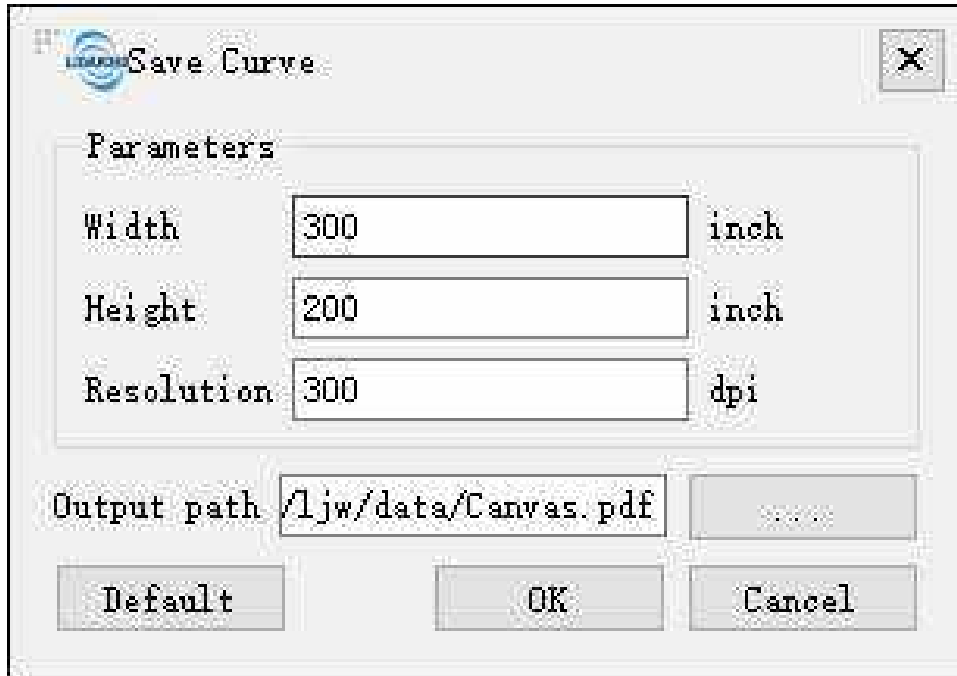 Save Curve
Parameters
Width 300 inch
Height 200 inch
Resolution 300 dpi
Output path /ljw/data/Canvas.pdf .....
Default OK Cancel